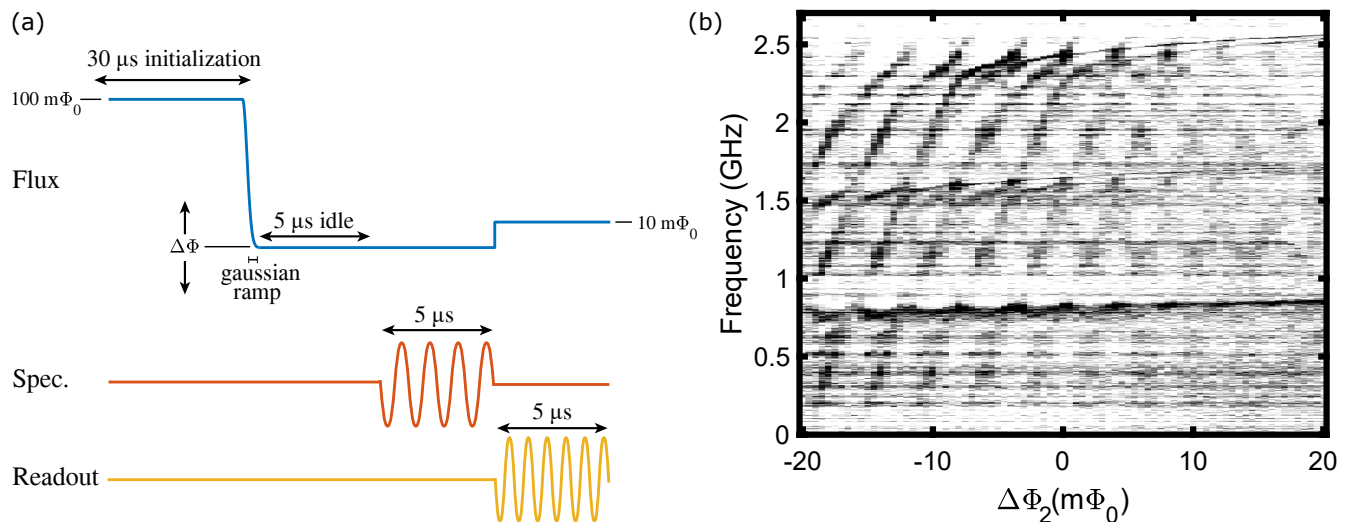 (a)
30 μs initialization
100 mΦ₀
Flux
5 μs idle
10 mΦ₀
ΔΦ
gaussian
ramp
5 μs
Spec.
5 μs
Readout
(b)
Frequency (GHz)
2.5
2
1.5
1
0.5
0
-20 -10 0 10 20
ΔΦ₂(mΦ₀)